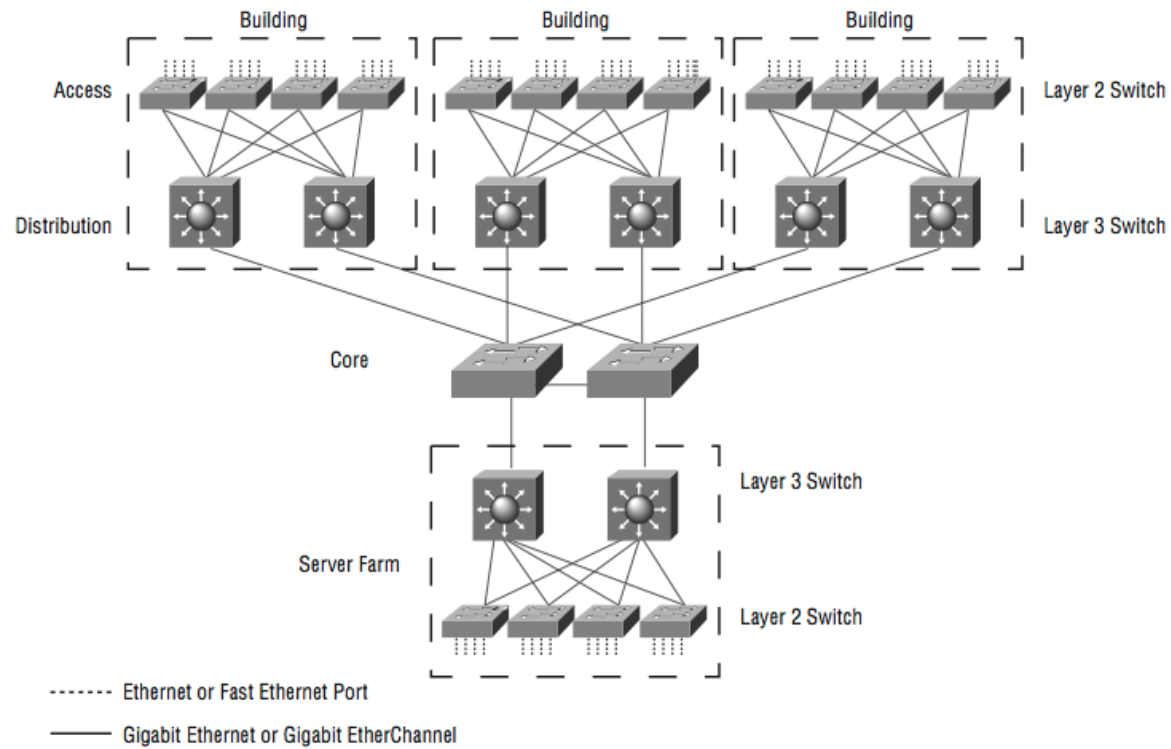 Building
Building
Building
Access
Layer 2 Switch
Distribution
Layer 3 Switch
Core
Layer 3 Switch
Server Farm
Layer 2 Switch
Ethernet or Fast Ethernet Port
Gigabit Ethernet or Gigabit EtherChannel